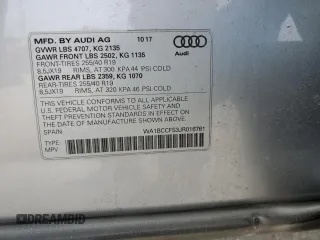 MFD. BY AUDI AG 10 17
GVWR LBS 4707, KG 2135
GAWR FRONT LBS 2502, KG 1135
FRONT-TIRES 255/40 R19
8.5JX19 RIMS, AT 300 KPA 44 PSI COLD
GAWR REAR LBS 2359, KG 1070
REAR-TIRES 255/40 R19
8.5JX19 RIMS, AT 320 KPA 46 PSI COLD
Audi
THIS VEHICLE CONFORMS TO ALL APPLICABLE
U.S. FEDERAL MOTOR VEHICLE SAFETY AND
THEFT PREVENTION STANDARDS IN EFFECT ON
THE DATE OF MANUFACTURE SHOWN ABOVE.
WA1BCCFS3JR016761
TYPE:
MPV
DREAMBID